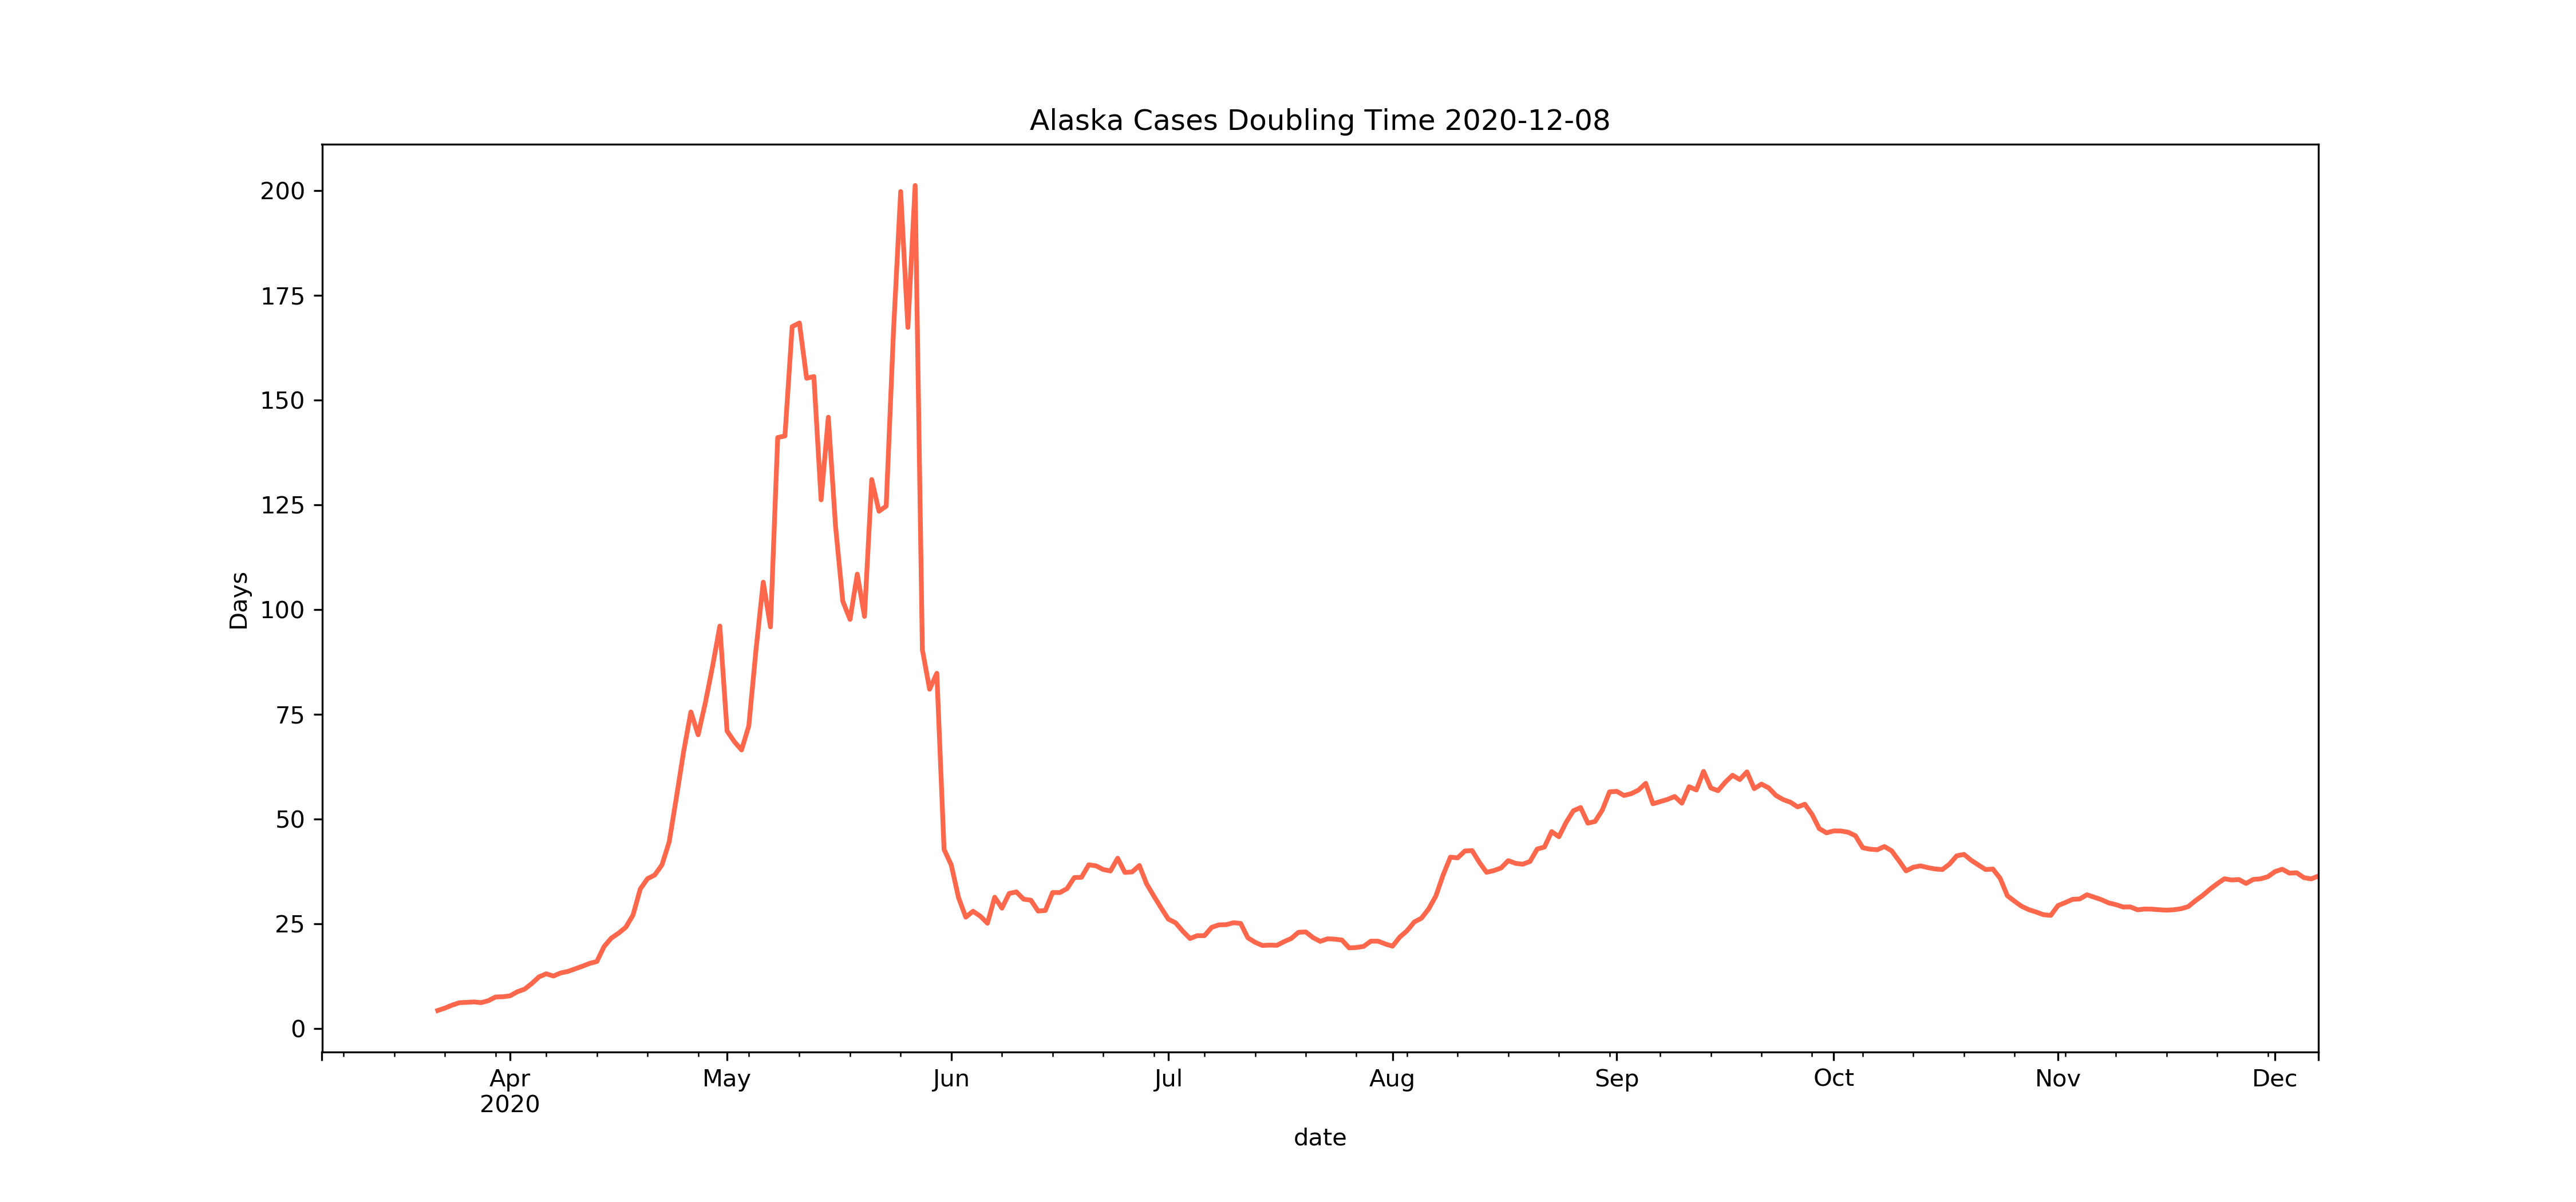 Alaska Cases Doubling Time 2020-12-08
200
175
150
125
100
75
50
25
0
Days
Apr May Jun Jul Aug Sep Oct Nov Dec
2020
date